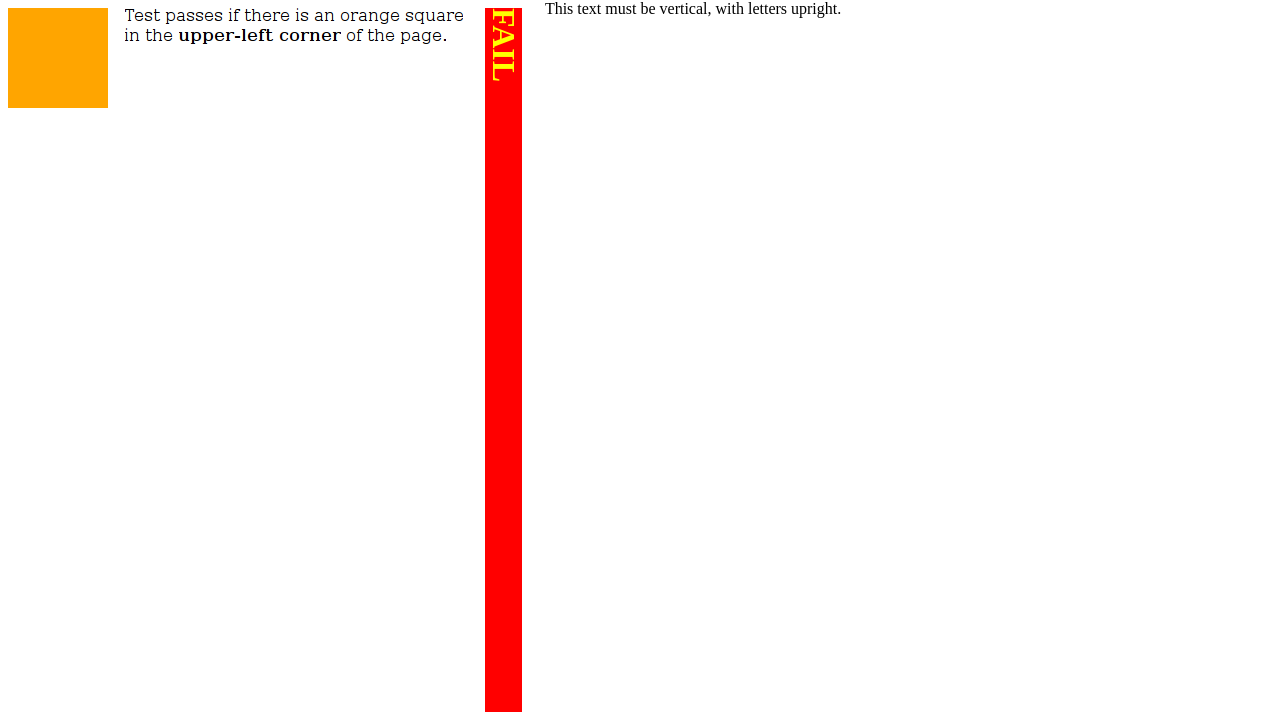 Test passes if there is an orange square
in the upper-left corner of the page.
FAIL
This text must be vertical, with letters upright.